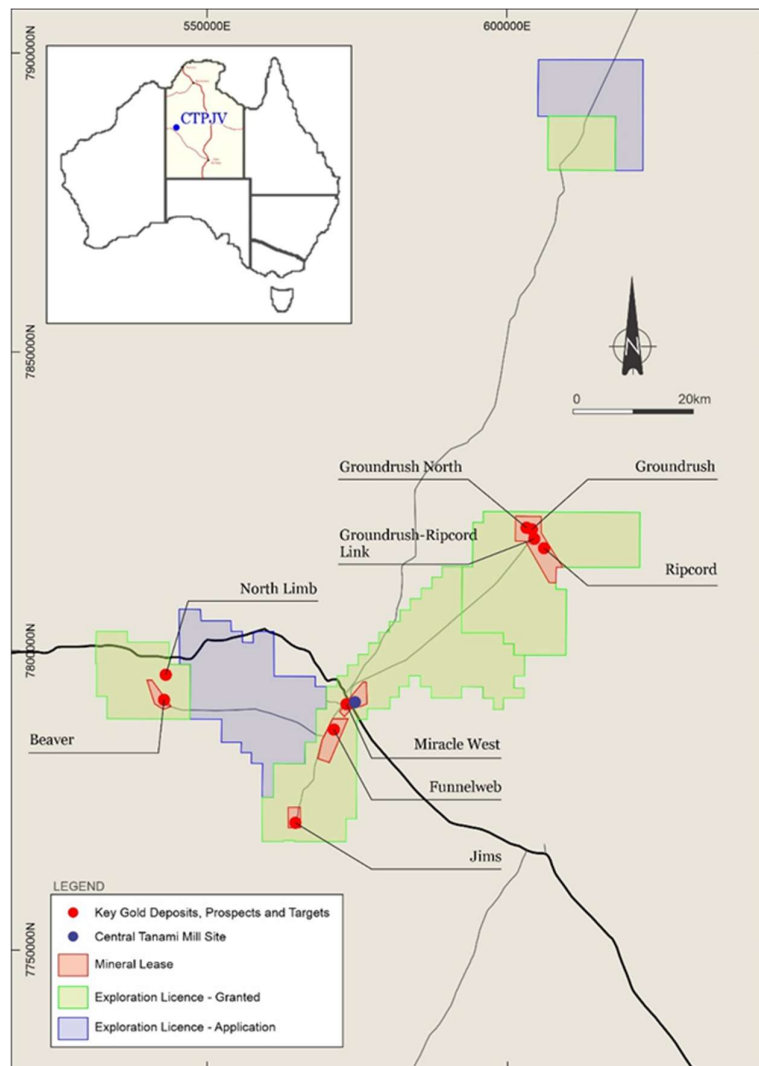 550000E
600000E
7900000N
CTPJV
7850000N
N
0
20km
Groundrush North
Groundrush
Groundrush-Ripcord
Link
Ripcord
North Limb
7800000N
Beaver
Miracle West
Funnelweb
Jims
LEGEND
Key Gold Deposits, Prospects and Targets
Central Tanami Mill Site
Mineral Lease
Exploration Licence - Granted
Exploration Licence - Application
7750000N